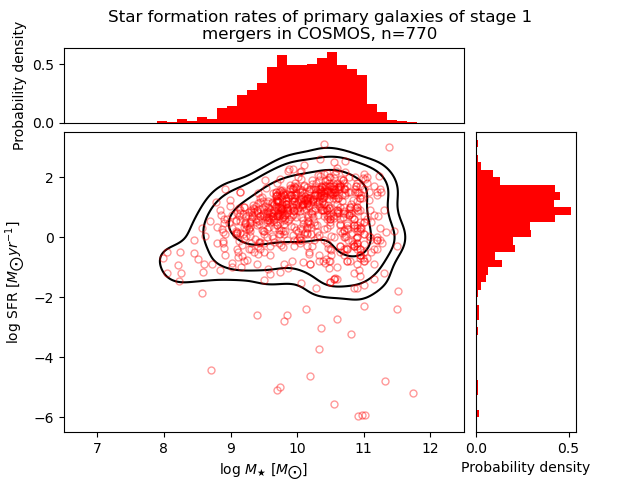 Star formation rates of primary galaxies of stage 1
mergers in COSMOS, n=770
Probability density
0.5
0.0
log SFR [M⨀yr⁻¹]
2
0
−2
−4
−6
7 8 9 10 11 12
log M★ [M⨀]
0.0 0.5
Probability density